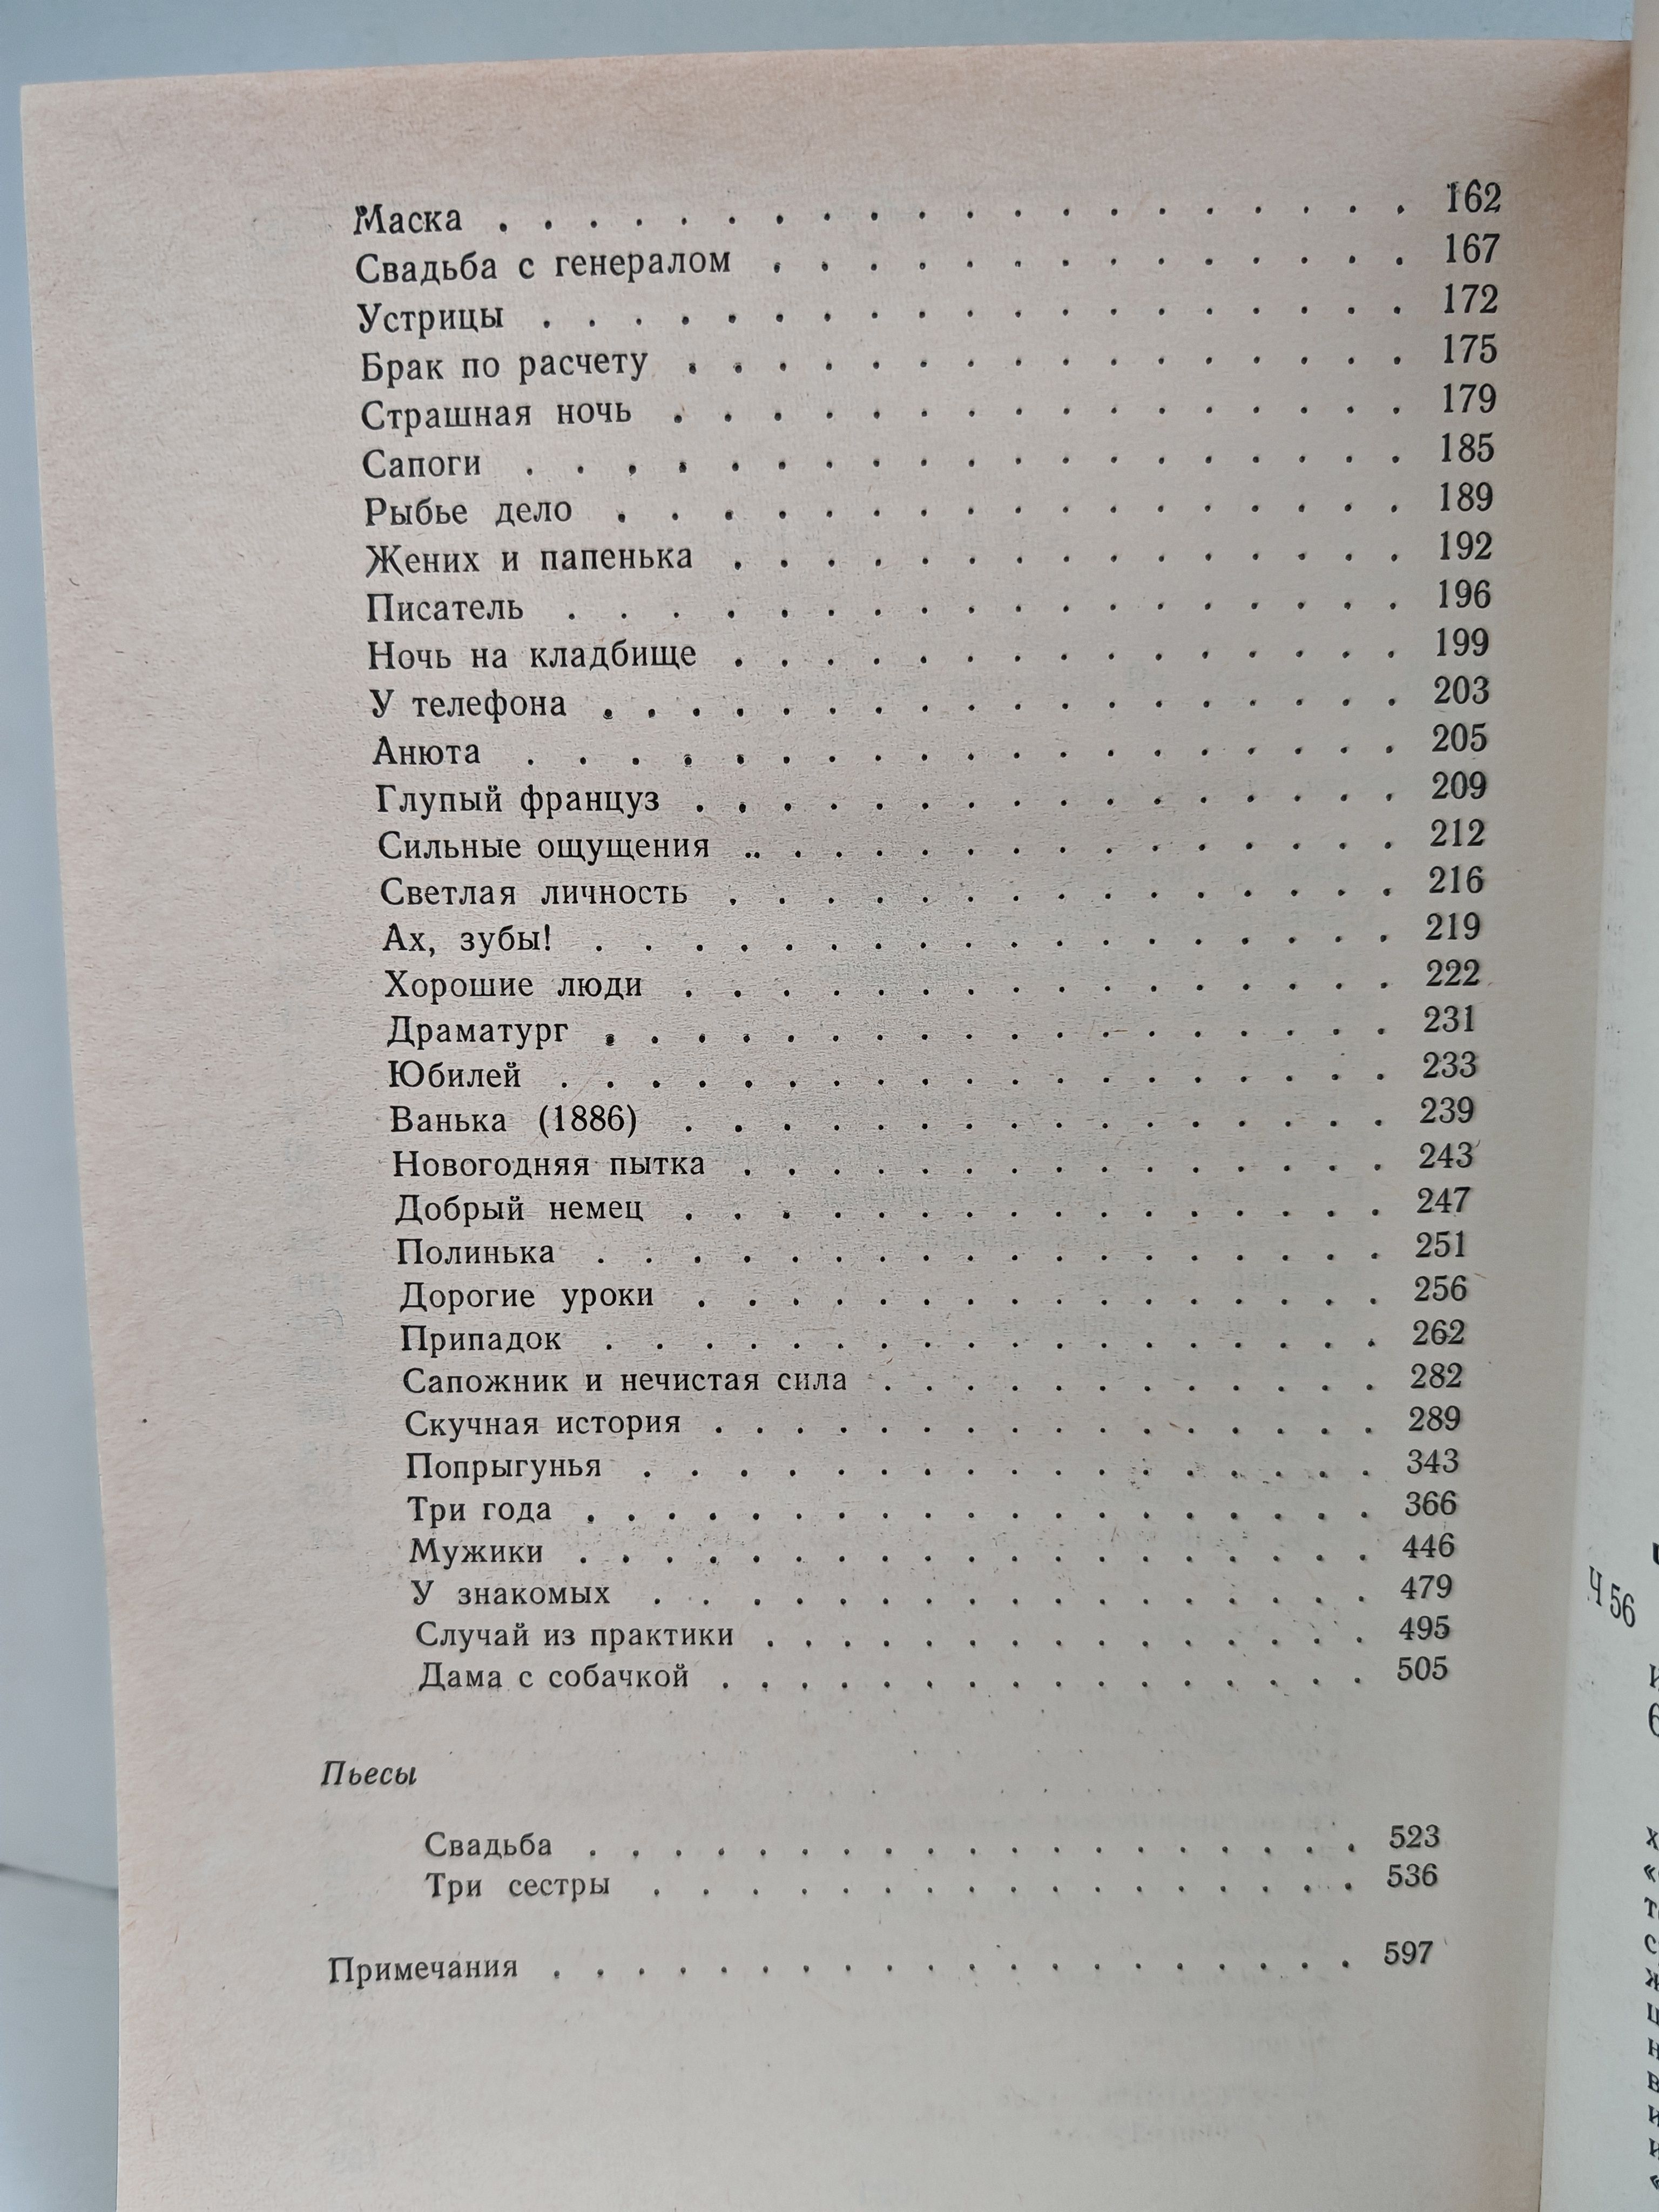 Маска . . . . . . . . . . . . . . . . . . . . 162
Свадьба с генералом . . . . . . . . . . . . . . 167
Устрицы . . . . . . . . . . . . . . . . . . . 172
Брак по расчету . . . . . . . . . . . . . . . . 175
Страшная ночь . . . . . . . . . . . . . . . . 179
Сапоги . . . . . . . . . . . . . . . . . . . 185
Рыбье дело . . . . . . . . . . . . . . . . . 189
Жених и папенька . . . . . . . . . . . . . . . 192
Писатель . . . . . . . . . . . . . . . . . . 196
Ночь на кладбище . . . . . . . . . . . . . . . 199
У телефона . . . . . . . . . . . . . . . . . . 203
Анюта . . . . . . . . . . . . . . . . . . . 205
Глупый француз . . . . . . . . . . . . . . . . 209
Сильные ощущения .. . . . . . . . . . . . . . . 212
Светлая личность . . . . . . . . . . . . . . . 216
Ах, зубы! . . . . . . . . . . . . . . . . . . 219
Хорошие люди . . . . . . . . . . . . . . . . 222
Драматург . . . . . . . . . . . . . . . . . . 231
Юбилей . . . . . . . . . . . . . . . . . . . 233
Ванька (1886) . . . . . . . . . . . . . . . . 239
Новогодняя пытка . . . . . . . . . . . . . . . 243
Добрый немец . . . . . . . . . . . . . . . . 247
Полинька . . . . . . . . . . . . . . . . . . 251
Дорогие уроки . . . . . . . . . . . . . . . . 256
Припадок . . . . . . . . . . . . . . . . . . 262
Сапожник и нечистая сила . . . . . . . . . . . . 282
Скучная история . . . . . . . . . . . . . . . . 289
Попрыгунья . . . . . . . . . . . . . . . . . . 343
Три года . . . . . . . . . . . . . . . . . . . 366
Мужики . . . . . . . . . . . . . . . . . . . 446
У знакомых . . . . . . . . . . . . . . . . . 479
Случай из практики . . . . . . . . . . . . . . . 495
Дама с собачкой . . . . . . . . . . . . . . . . 505
Пьесы
Свадьба . . . . . . . . . . . . . . . . . . . 523
Три сестры . . . . . . . . . . . . . . . . . 536
Примечания . . . . . . . . . . . . . . . . . . . . 597
Ч 56